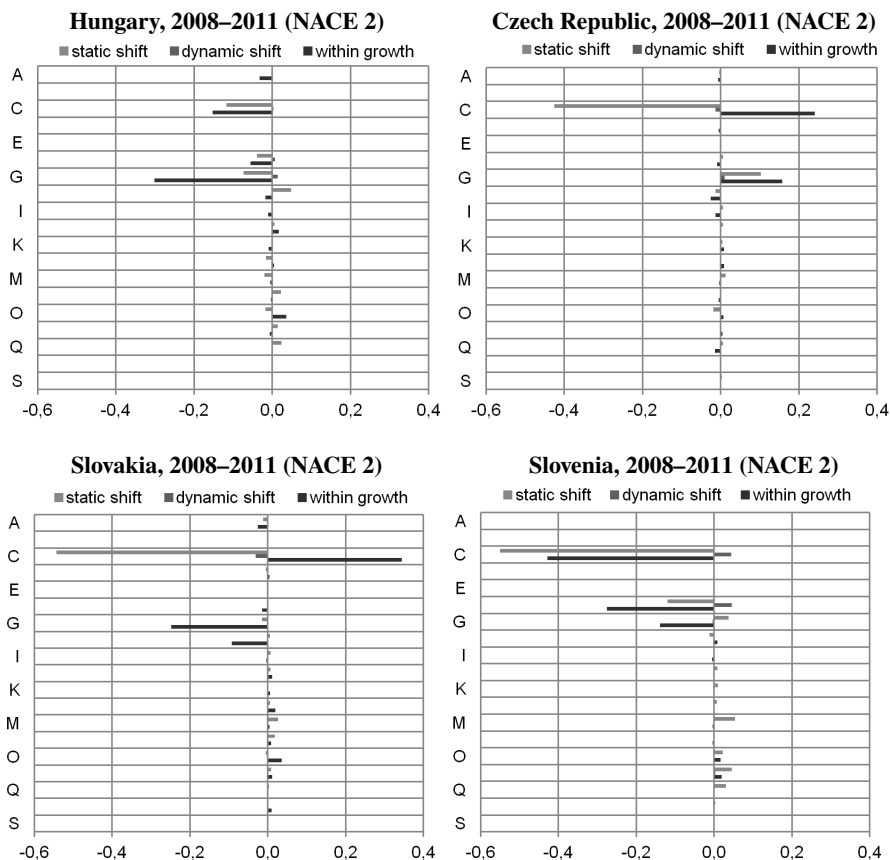 Hungary, 2008–2011 (NACE 2)
static shift dynamic shift within growth
A
C
E
G
I
K
M
O
Q
S
-0,6 -0,4 -0,2 0,0 0,2 0,4
Czech Republic, 2008–2011 (NACE 2)
static shift dynamic shift within growth
A
C
E
G
I
K
M
O
Q
S
-0,6 -0,4 -0,2 0,0 0,2 0,4
Slovakia, 2008–2011 (NACE 2)
static shift dynamic shift within growth
A
C
E
G
I
K
M
O
Q
S
-0,6 -0,4 -0,2 0,0 0,2 0,4
Slovenia, 2008–2011 (NACE 2)
static shift dynamic shift within growth
A
C
E
G
I
K
M
O
Q
S
-0,6 -0,4 -0,2 0,0 0,2 0,4